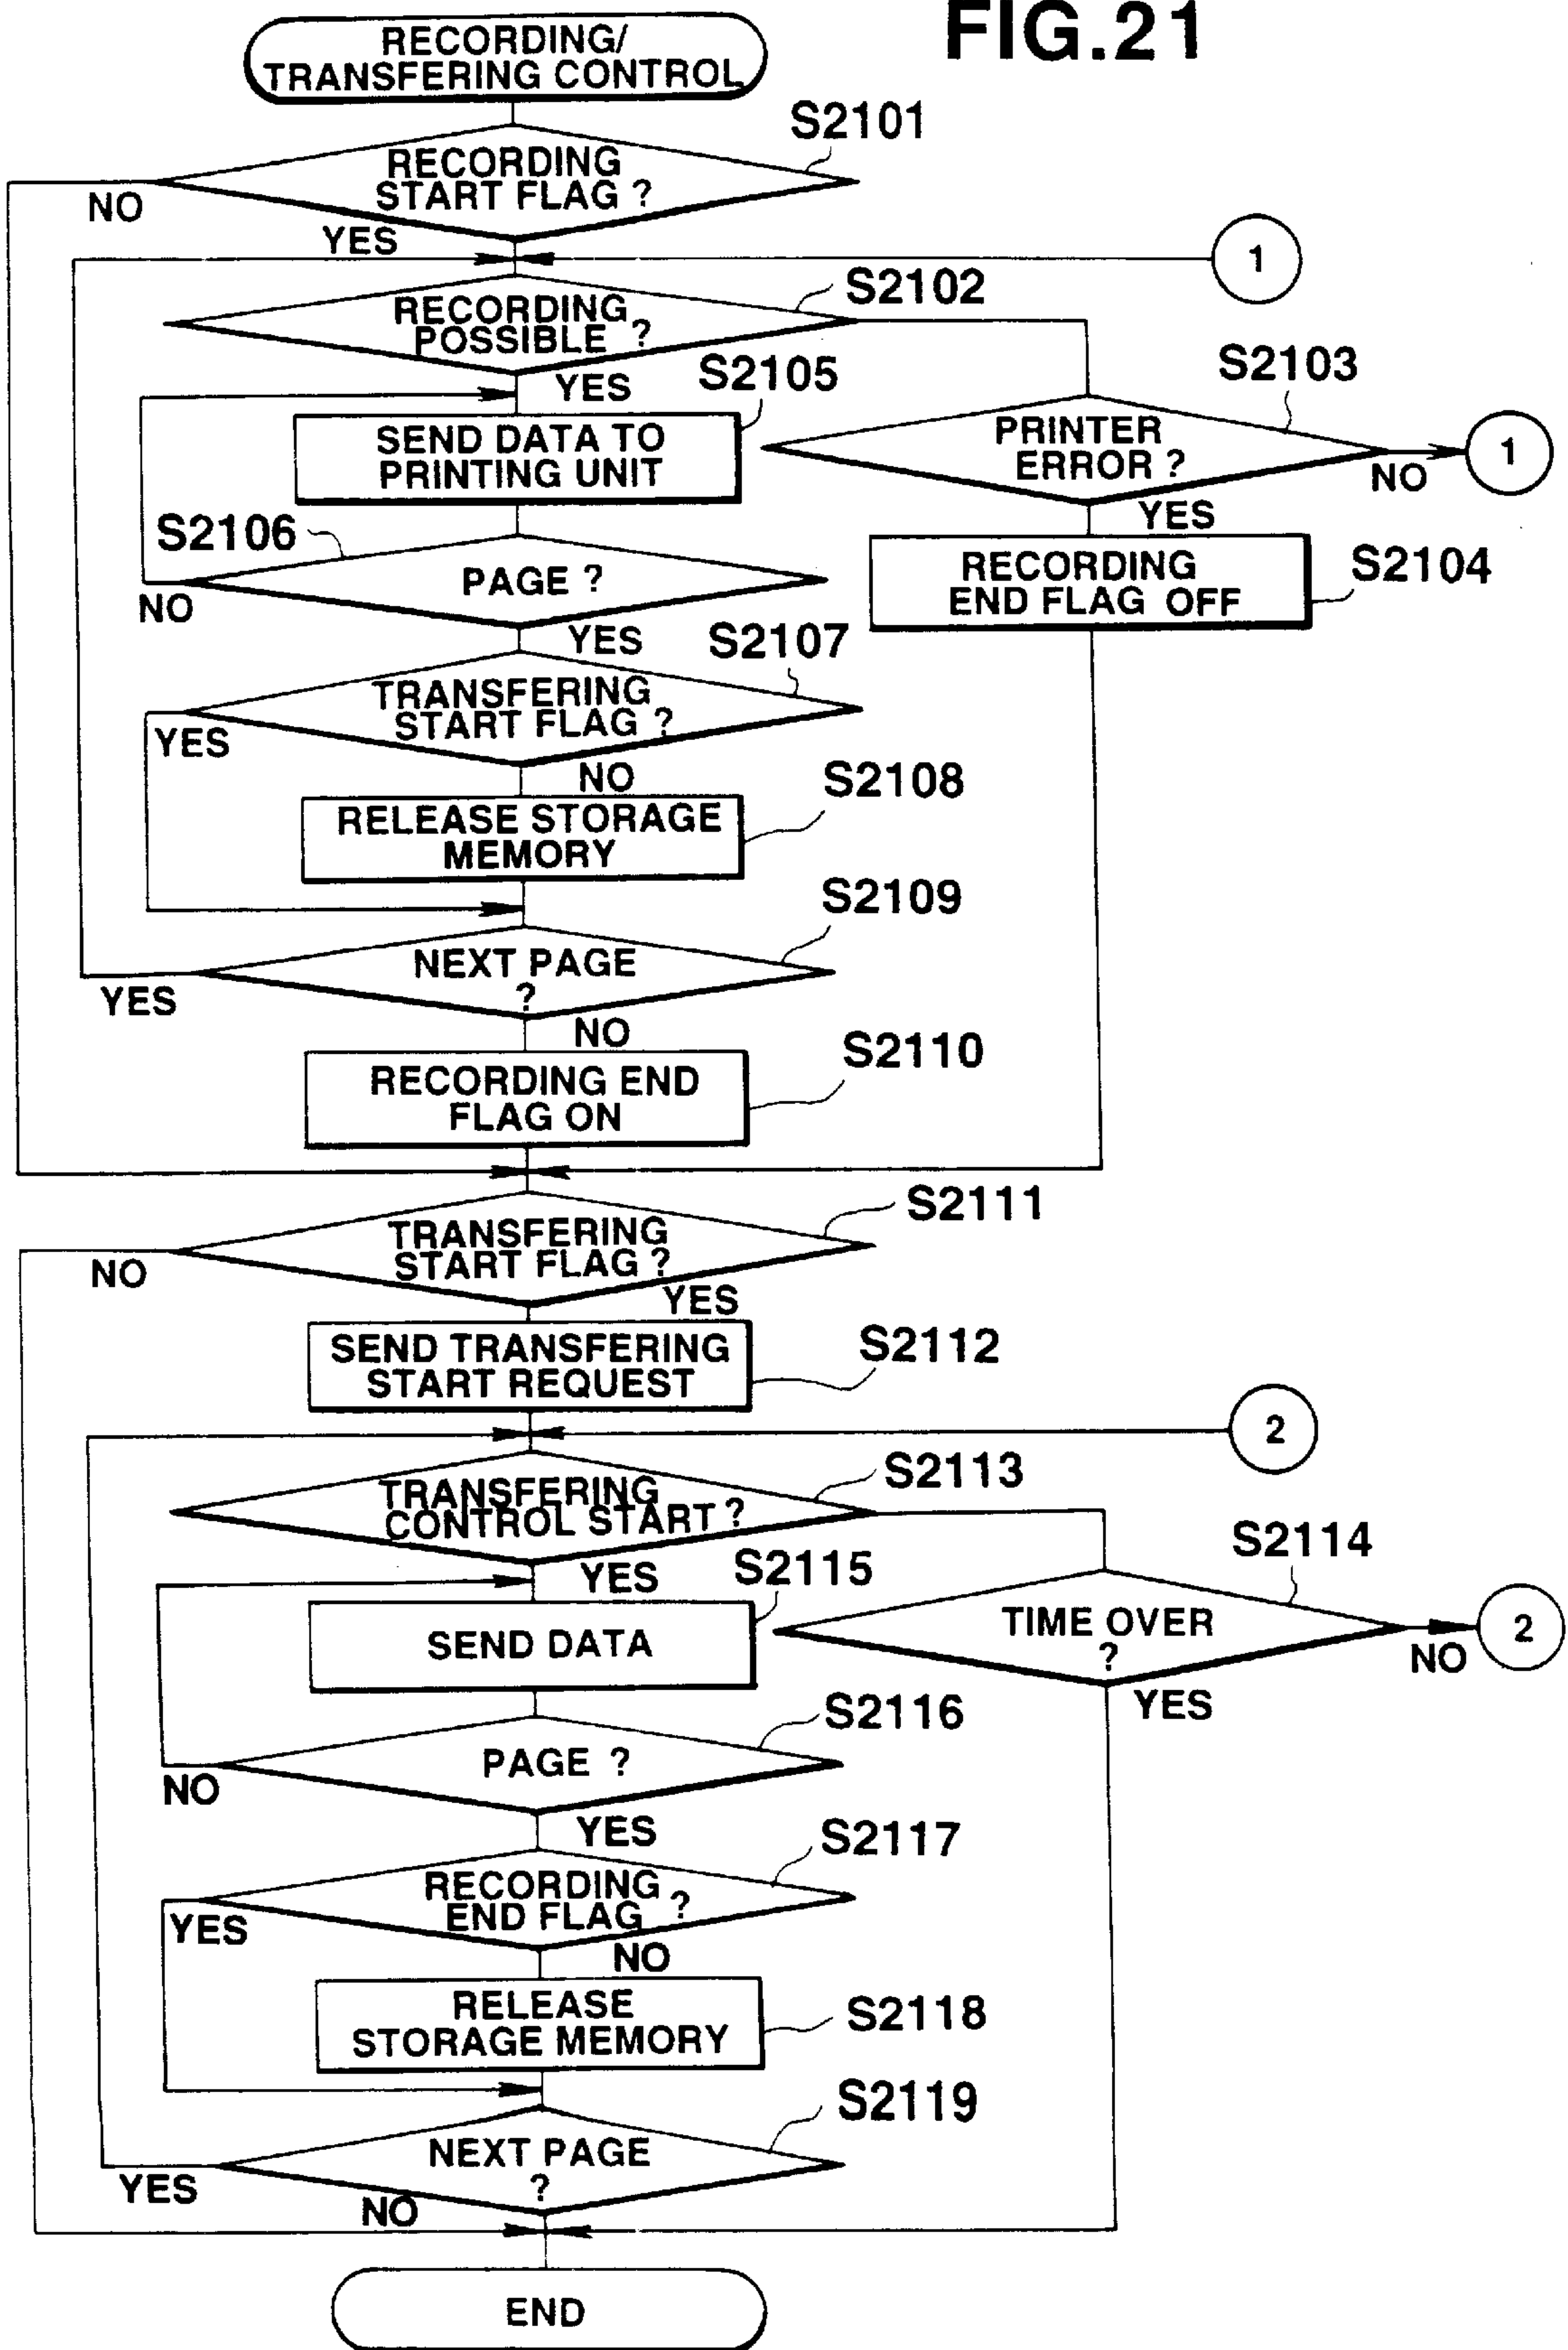 FIG.21
RECORDING/
TRANSFERING CONTROL
S2101
RECORDING
START FLAG ?
NO
YES
1
S2102
RECORDING
POSSIBLE ?
YES
S2103
PRINTER
ERROR ?
NO
1
YES
S2104
RECORDING
END FLAG OFF
S2105
SEND DATA TO
PRINTING UNIT
S2106
PAGE ?
NO
YES
S2107
TRANSFERING
START FLAG ?
YES
NO
S2108
RELEASE STORAGE
MEMORY
S2109
NEXT PAGE
?
YES
NO
S2110
RECORDING END
FLAG ON
S2111
TRANSFERING
START FLAG ?
NO
YES
S2112
SEND TRANSFERING
START REQUEST
2
S2113
TRANSFERING
CONTROL START ?
YES
S2114
TIME OVER
?
NO
2
YES
S2115
SEND DATA
S2116
PAGE ?
NO
YES
S2117
RECORDING
END FLAG ?
YES
NO
S2118
RELEASE
STORAGE MEMORY
S2119
NEXT PAGE
?
YES
NO
END